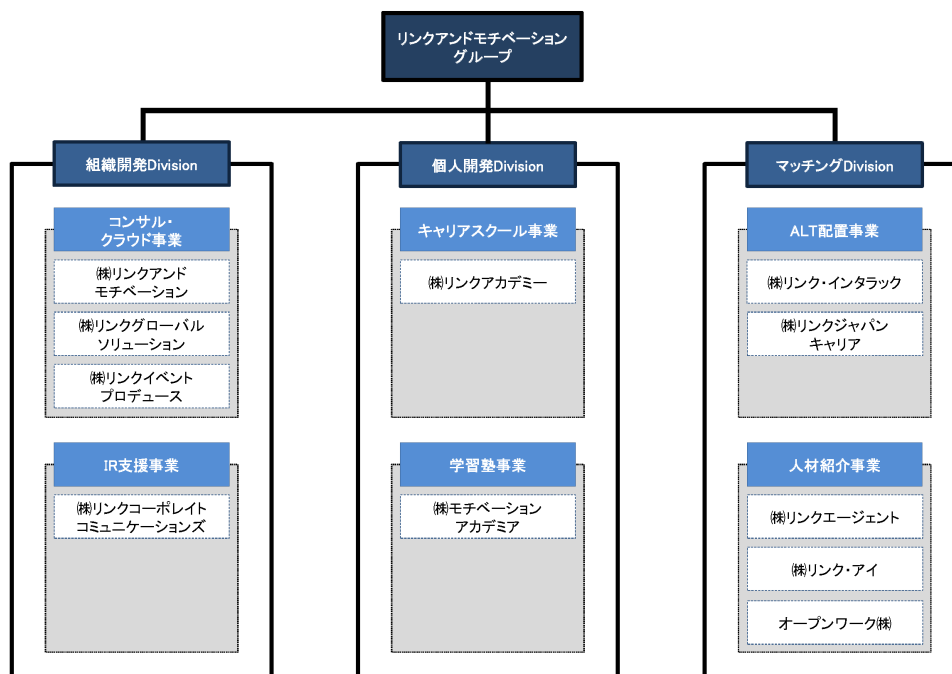 リンクアンドモチベーション
グループ
組織開発Division
コンサル・
クラウド事業
㈱リンクアンド
モチベーション
㈱リンクグローバル
ソリューション
㈱リンクイベント
プロデュース
IR支援事業
㈱リンクコーポレイト
コミュニケーションズ
個人開発Division
キャリアスクール事業
㈱リンクアカデミー
学習塾事業
㈱モチベーション
アカデミア
マッチングDivision
ALT配置事業
㈱リンク・インタラック
㈱リンクジャパン
キャリア
人材紹介事業
㈱リンクエージェント
㈱リンク・アイ
オープンワーク㈱